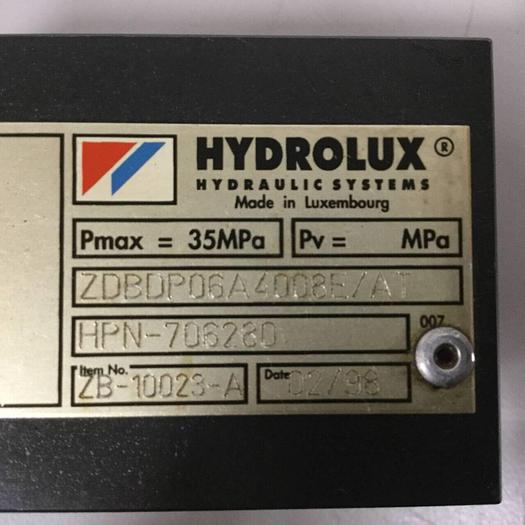 HYDROLUX ®
HYDRAULIC SYSTEMS
Made in Luxembourg
Pmax = 35MPa Pv = MPa
ZDBDP06A4008E/AT
HPN-706280 007
Item No. ZB-10023-A Date 02/98